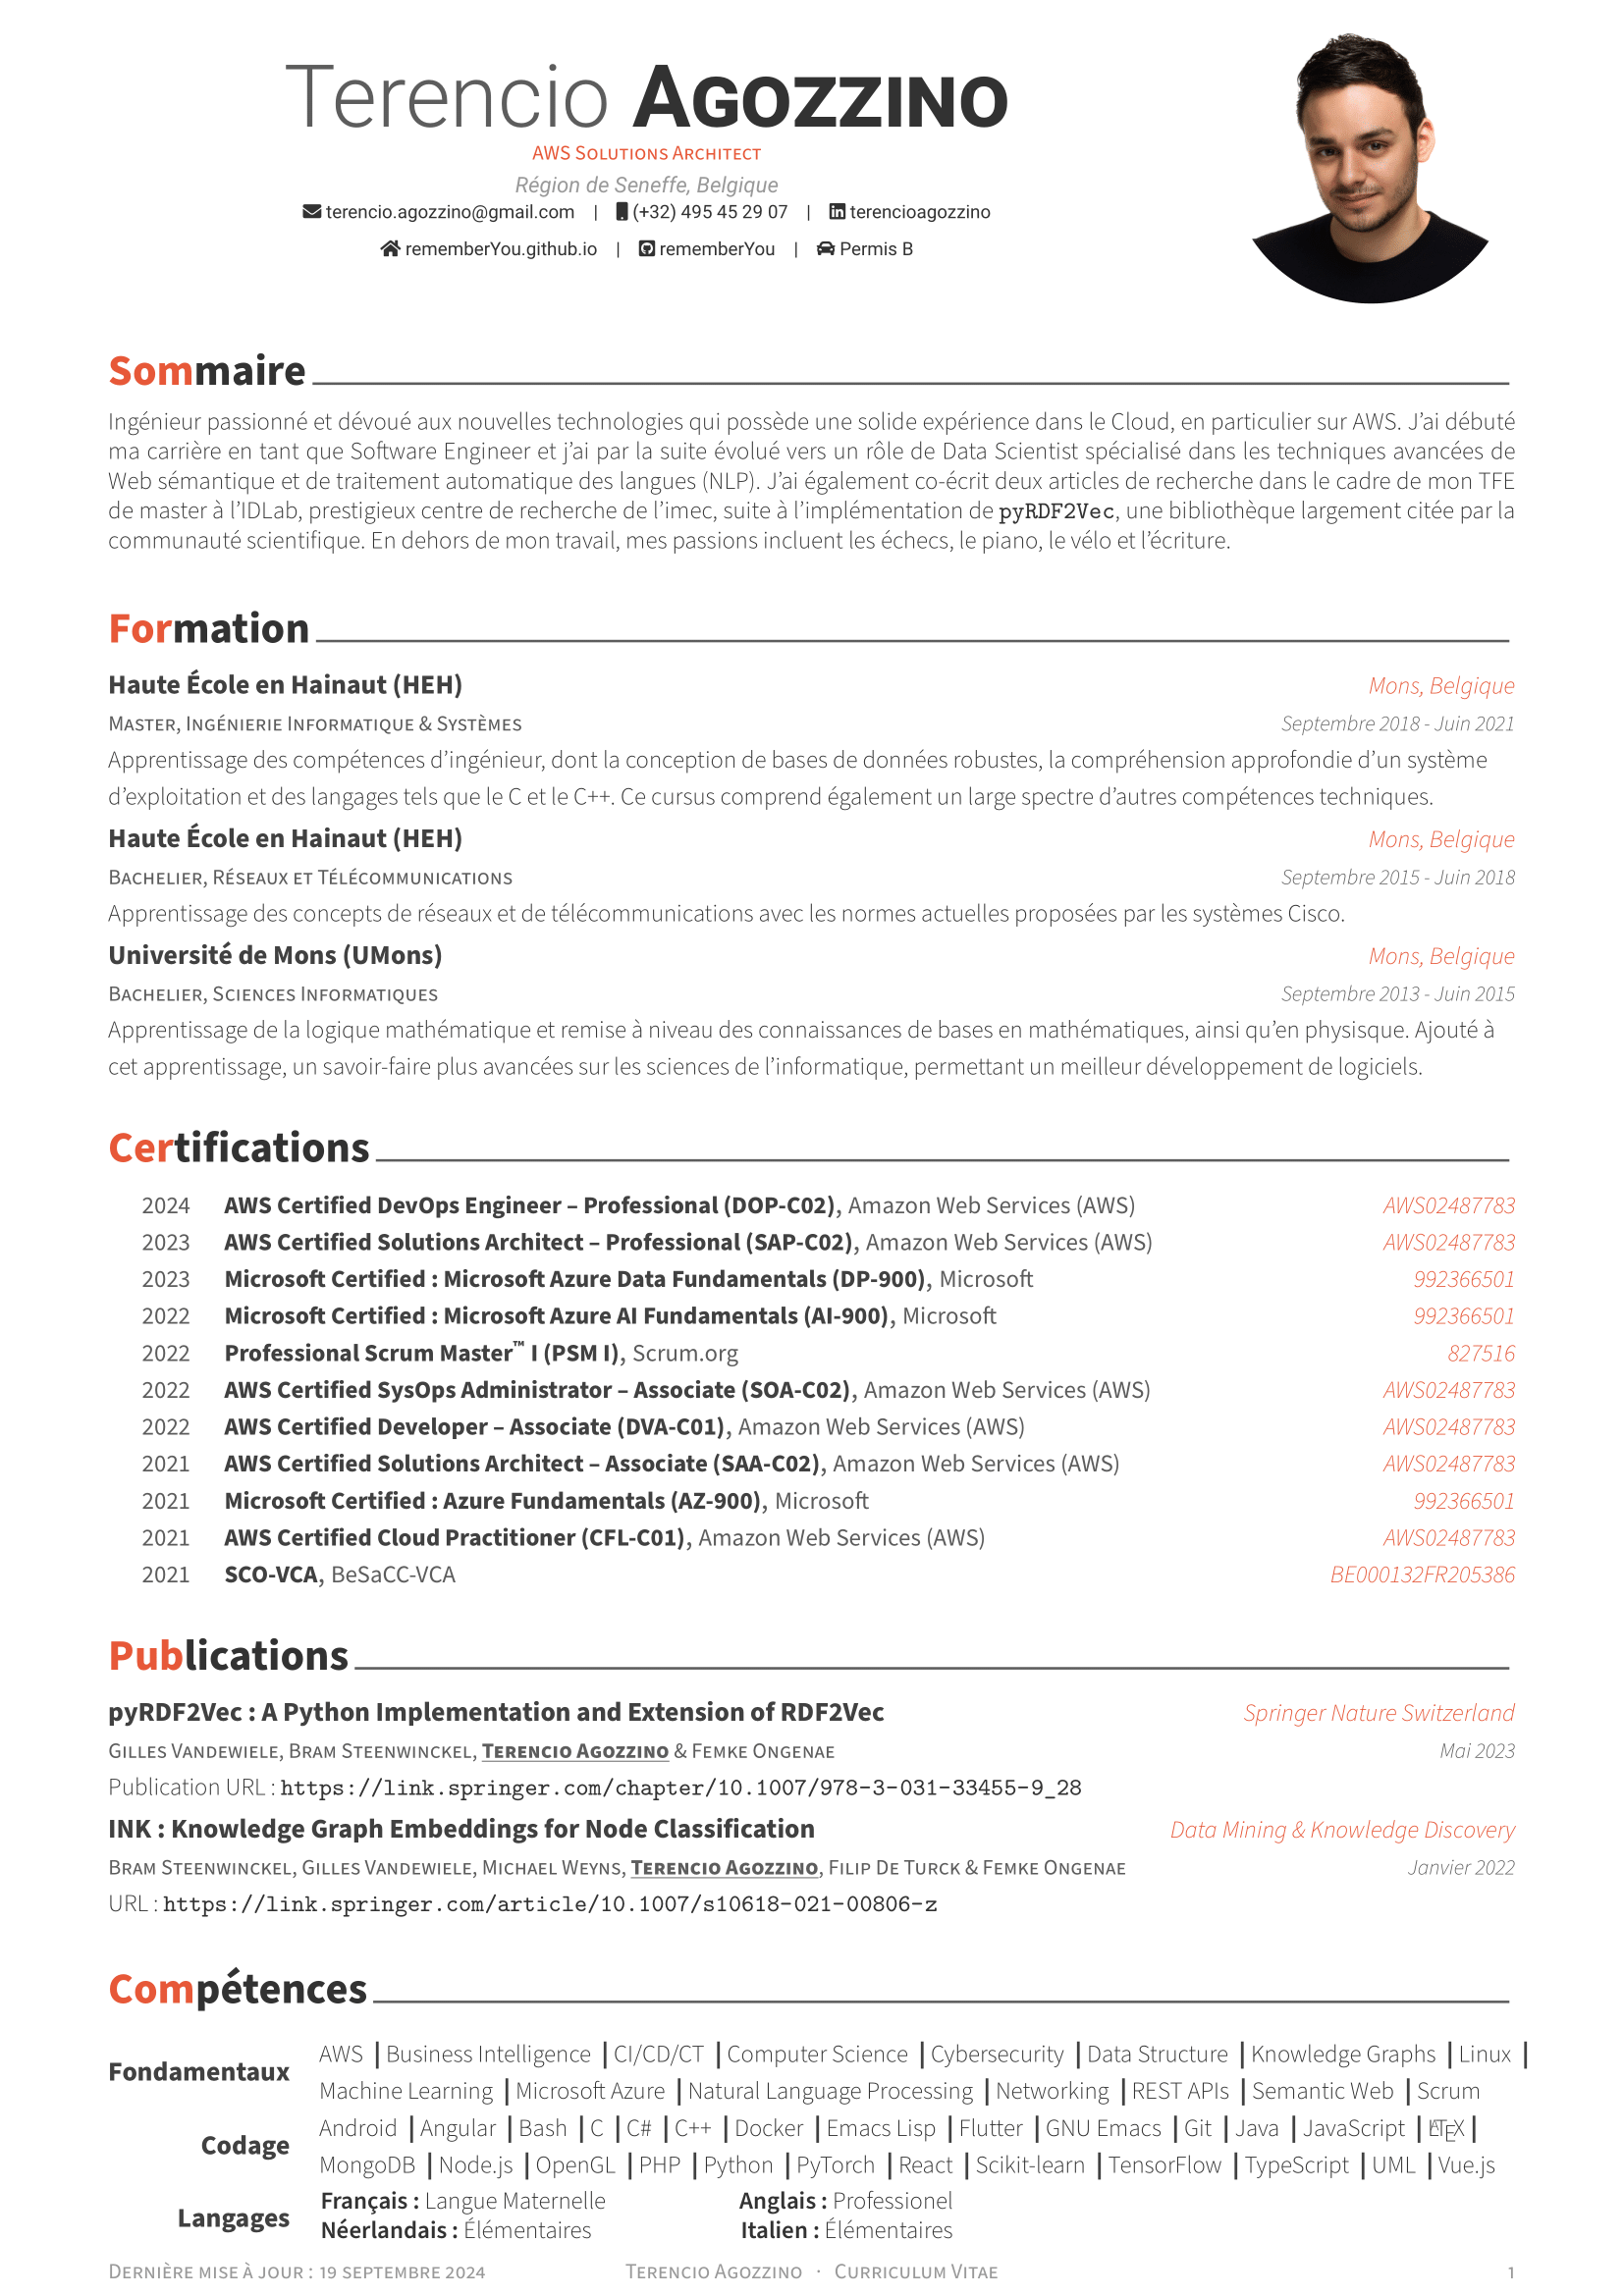 Terencio AGOZZINO
AWS SOLUTIONS ARCHITECT
Région de Seneffe, Belgique
terencio.agozzino@gmail.com | (+32) 495 45 29 07 | terencioagozzino
rememberYou.github.io | rememberYou | Permis B
Sommaire
Ingénieur passionné et dévoué aux nouvelles technologies qui possède une solide expérience dans le Cloud, en particulier sur AWS. J'ai débuté
ma carrière en tant que Software Engineer et j'ai par la suite évolué vers un rôle de Data Scientist spécialisé dans les techniques avancées de
Web sémantique et de traitement automatique des langues (NLP). J'ai également co-écrit deux articles de recherche dans le cadre de mon TFE
de master à l'IDLab, prestigieux centre de recherche de l'imec, suite à l'implémentation de pyRDF2Vec, une bibliothèque largement citée par la
communauté scientifique. En dehors de mon travail, mes passions incluent les échecs, le piano, le vélo et l'écriture.
Formation
Haute École en Hainaut (HEH) Mons, Belgique
MASTER, INGÉNIERIE INFORMATIQUE & SYSTÈMES Septembre 2018 - Juin 2021
Apprentissage des compétences d'ingénieur, dont la conception de bases de données robustes, la compréhension approfondie d'un système
d'exploitation et des langages tels que le C et le C++. Ce cursus comprend également un large spectre d'autres compétences techniques.
Haute École en Hainaut (HEH) Mons, Belgique
BACHELIER, RÉSEAUX ET TÉLÉCOMMUNICATIONS Septembre 2015 - Juin 2018
Apprentissage des concepts de réseaux et de télécommunications avec les normes actuelles proposées par les systèmes Cisco.
Université de Mons (UMons) Mons, Belgique
BACHELIER, SCIENCES INFORMATIQUES Septembre 2013 - Juin 2015
Apprentissage de la logique mathématique et remise à niveau des connaissances de bases en mathématiques, ainsi qu'en physisque. Ajouté à
cet apprentissage, un savoir-faire plus avancées sur les sciences de l'informatique, permettant un meilleur développement de logiciels.
Certifications
2024 AWS Certified DevOps Engineer – Professional (DOP-C02), Amazon Web Services (AWS) AWS02487783
2023 AWS Certified Solutions Architect – Professional (SAP-C02), Amazon Web Services (AWS) AWS02487783
2023 Microsoft Certified : Microsoft Azure Data Fundamentals (DP-900), Microsoft 992366501
2022 Microsoft Certified : Microsoft Azure AI Fundamentals (AI-900), Microsoft 992366501
2022 Professional Scrum Master™ I (PSM I), Scrum.org 827516
2022 AWS Certified SysOps Administrator – Associate (SOA-C02), Amazon Web Services (AWS) AWS02487783
2022 AWS Certified Developer – Associate (DVA-C01), Amazon Web Services (AWS) AWS02487783
2021 AWS Certified Solutions Architect – Associate (SAA-C02), Amazon Web Services (AWS) AWS02487783
2021 Microsoft Certified : Azure Fundamentals (AZ-900), Microsoft 992366501
2021 AWS Certified Cloud Practitioner (CFL-C01), Amazon Web Services (AWS) AWS02487783
2021 SCO-VCA, BeSaCC-VCA BE000132FR205386
Publications
pyRDF2Vec : A Python Implementation and Extension of RDF2Vec Springer Nature Switzerland
GILLES VANDEWIELE, BRAM STEENWINCKEL, TERENCIO AGOZZINO & FEMKE ONGENAE Mai 2023
Publication URL : https://link.springer.com/chapter/10.1007/978-3-031-33455-9_28
INK : Knowledge Graph Embeddings for Node Classification Data Mining & Knowledge Discovery
BRAM STEENWINCKEL, GILLES VANDEWIELE, MICHAEL WEYNS, TERENCIO AGOZZINO, FILIP DE TURCK & FEMKE ONGENAE Janvier 2022
URL : https://link.springer.com/article/10.1007/s10618-021-00806-z
Compétences
Fondamentaux
AWS | Business Intelligence | CI/CD/CT | Computer Science | Cybersecurity | Data Structure | Knowledge Graphs | Linux |
Machine Learning | Microsoft Azure | Natural Language Processing | Networking | REST APIs | Semantic Web | Scrum
Codage
Android | Angular | Bash | C | C# | C++ | Docker | Emacs Lisp | Flutter | GNU Emacs | Git | Java | JavaScript | LATEX |
MongoDB | Node.js | OpenGL | PHP | Python | PyTorch | React | Scikit-learn | TensorFlow | TypeScript | UML | Vue.js
Langages
Français : Langue Maternelle Anglais : Professionel
Néerlandais : Élémentaires Italien : Élémentaires
DERNIÈRE MISE À JOUR : 19 SEPTEMBRE 2024 TERENCIO AGOZZINO · CURRICULUM VITAE 1